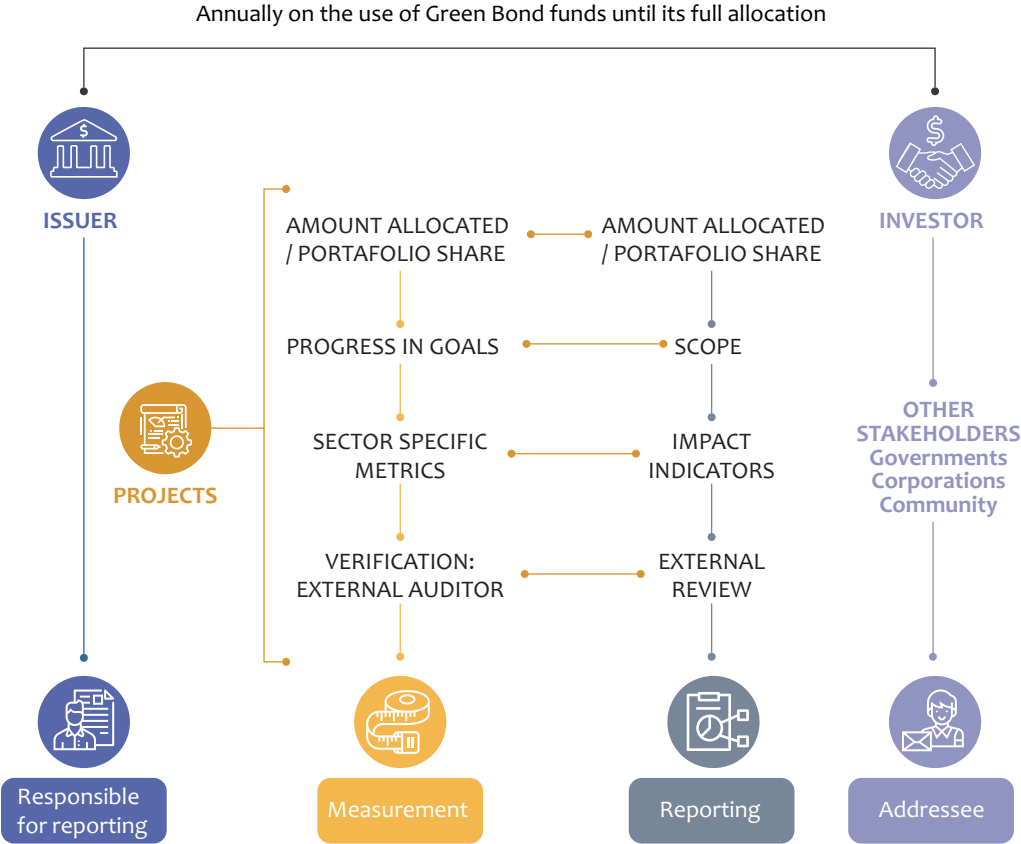 Annually on the use of Green Bond funds until its full allocation
$
$
ISSUER
INVESTOR
AMOUNT ALLOCATED
/ PORTAFOLIO SHARE
AMOUNT ALLOCATED
/ PORTAFOLIO SHARE
PROGRESS IN GOALS
SCOPE
PROJECTS
SECTOR SPECIFIC
METRICS
IMPACT
INDICATORS
OTHER
STAKEHOLDERS
Governments
Corporations
Community
VERIFICATION:
EXTERNAL AUDITOR
EXTERNAL
REVIEW
Responsible
for reporting
Measurement
Reporting
Addressee